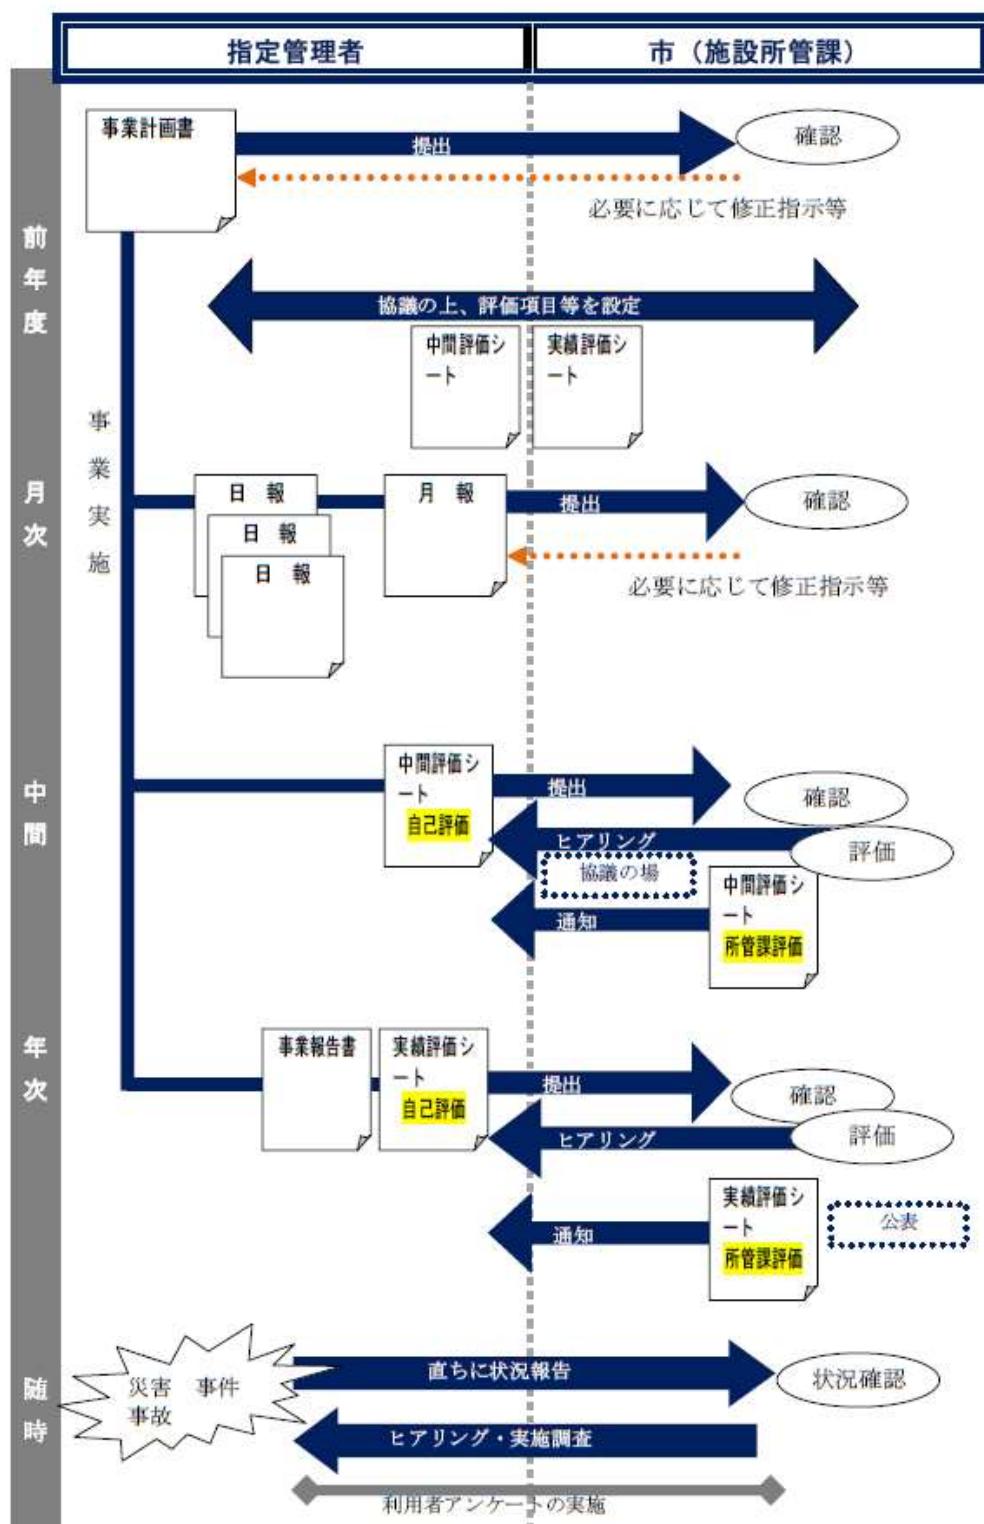 指定管理者
市（施設所管課）
前年度
事業計画書
提出
確認
必要に応じて修正指示等
協議の上、評価項目等を設定
中間評価シ
ート
実績評価シ
ート
事業実施
月次
日　報
日　報
日　報
月　報
提出
確認
必要に応じて修正指示等
中間
中間評価シ
ート
自己評価
提出
確認
ヒアリング
評価
協議の場
中間評価シ
ート
所管課評価
通知
年次
事業報告書
実績評価シ
ート
自己評価
提出
確認
ヒアリング
評価
実績評価シ
ート
所管課評価
通知
公表
随時
災害　事件
事故
直ちに状況報告
状況確認
ヒアリング・実施調査
利用者アンケートの実施